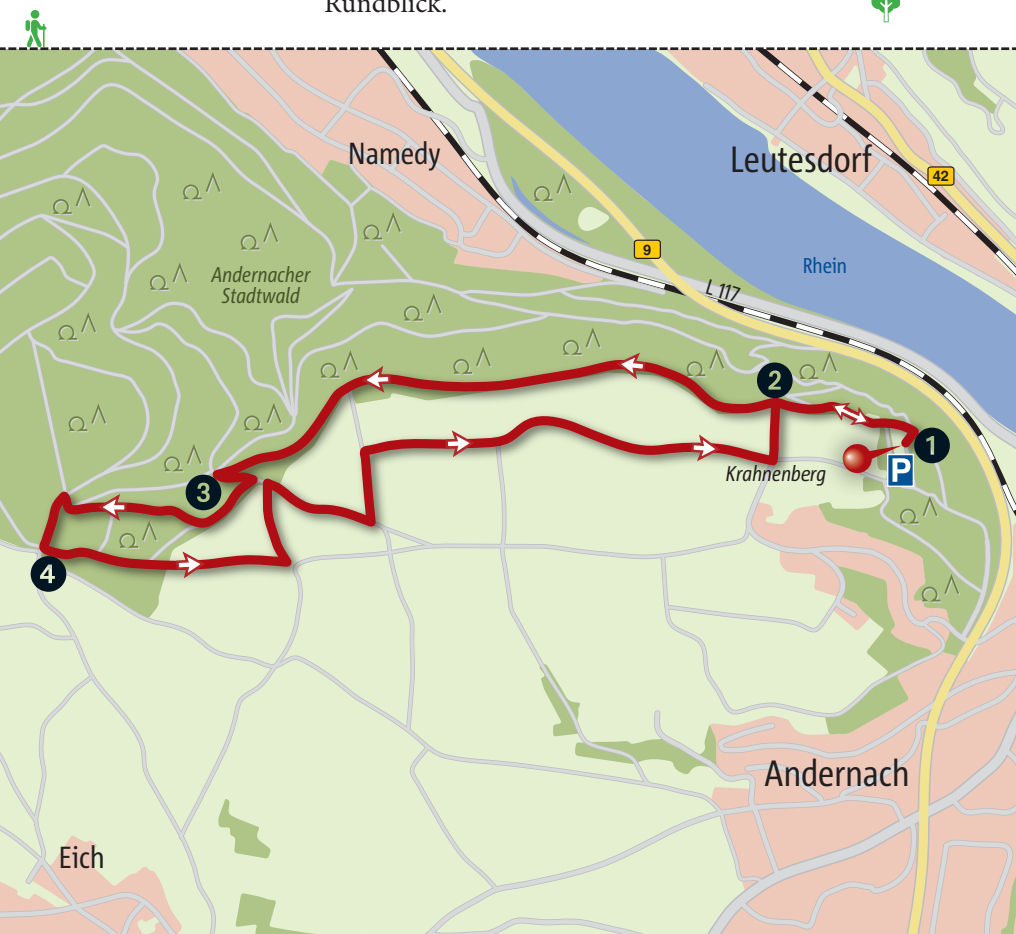 Rundblick.
Namedy
Leutesdorf
42
9
Rhein
Andernacher
Stadtwald
L 117
2
1
P
3
Krahnenberg
4
Andernach
Eich